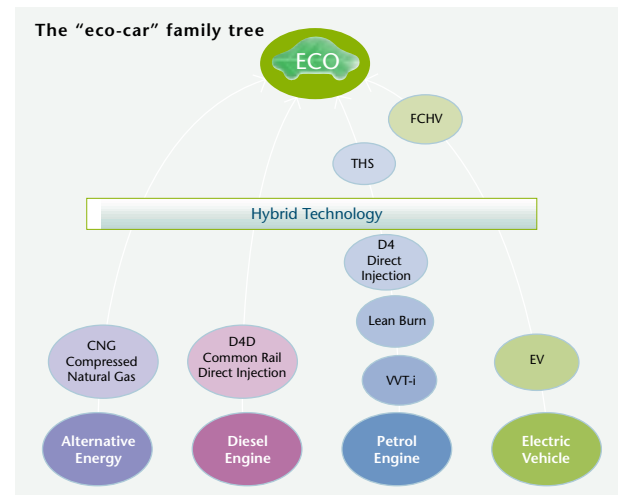 The “eco-car” family tree
ECO
FCHV
THS
Hybrid Technology
D4
Direct
Injection
Lean Burn
CNG
Compressed
Natural Gas
D4D
Common Rail
Direct Injection
VVT-i
EV
Alternative
Energy
Diesel
Engine
Petrol
Engine
Electric
Vehicle